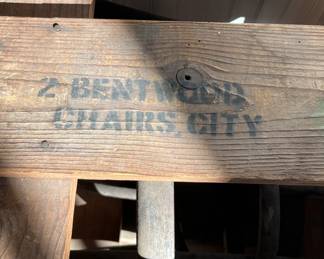 2 BENTWOOD
CHAIRS, CITY